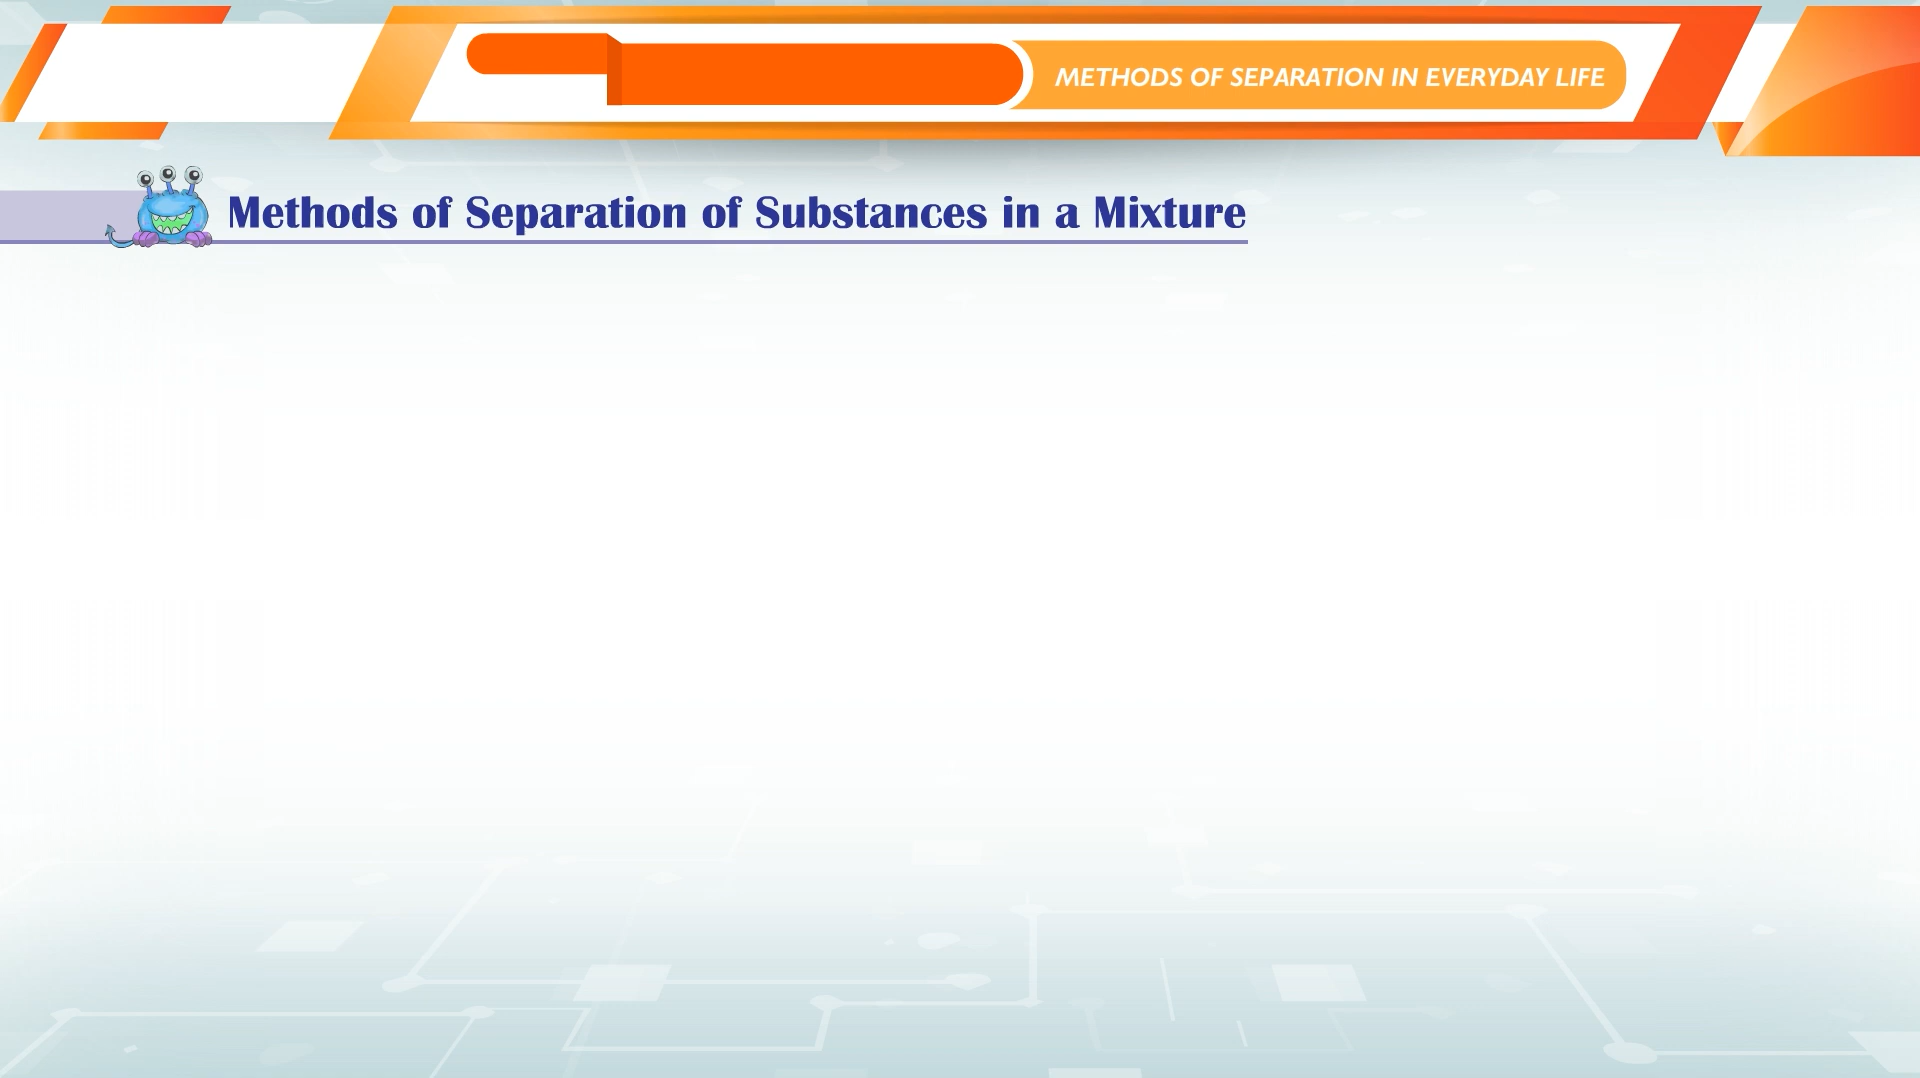 METHODS OF SEPARATION IN EVERYDAY LIFE
Methods of Separation of Substances in a Mixture